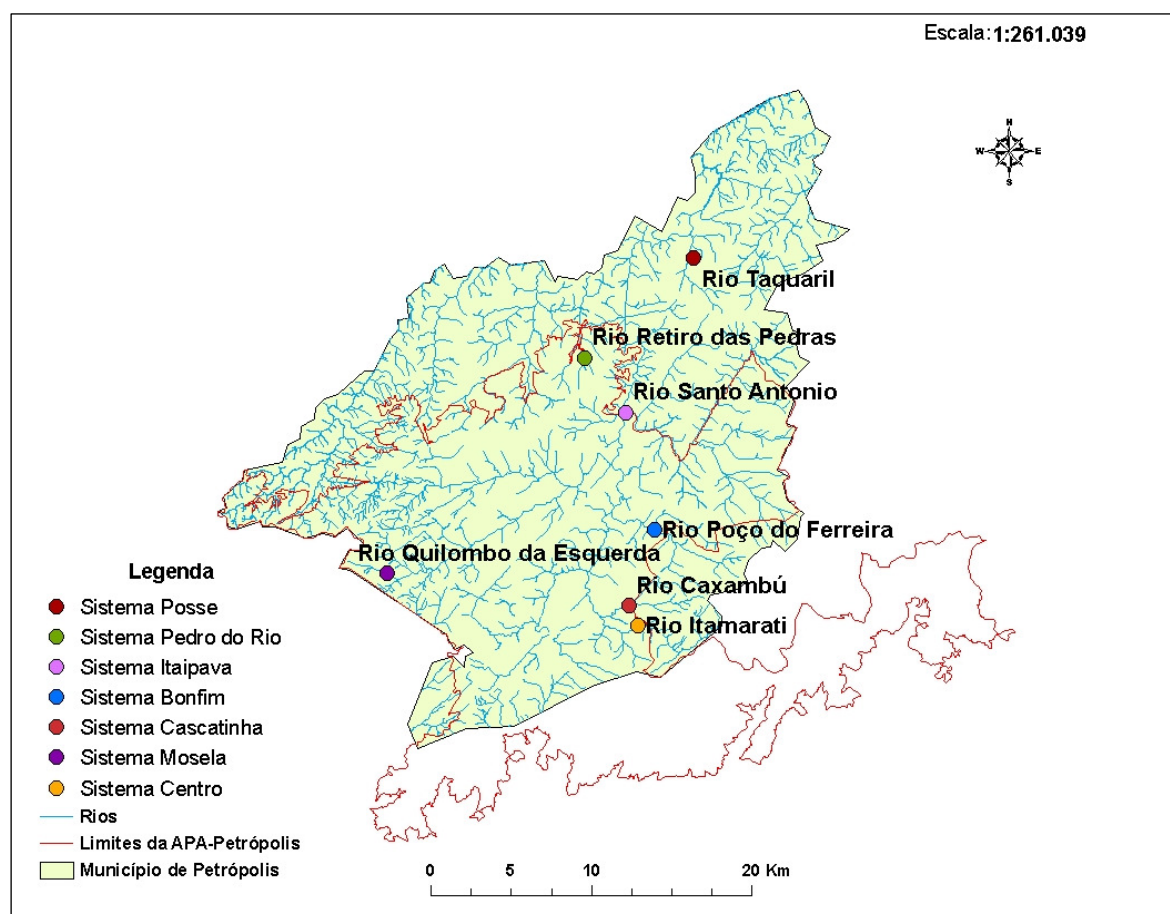 Escala: 1:261.039
N
W E
S
Rio Taquaril
Rio Retiro das Pedras
Rio Santo Antonio
Rio Poço do Ferreira
Rio Quilombo da Esquerda
Rio Caxambú
Rio Itamarati
Legenda
Sistema Posse
Sistema Pedro do Rio
Sistema Itaipava
Sistema Bonfim
Sistema Cascatinha
Sistema Mosela
Sistema Centro
Rios
Limites da APA-Petrópolis
Município de Petrópolis
0 5 10 20 Km